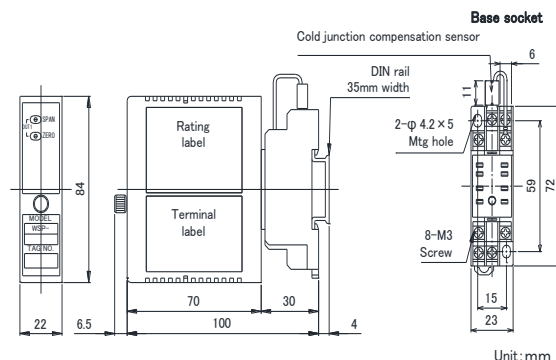 Base socket
Cold junction compensation sensor
6
DIN rail
35mm width
11
SPAN
OUT1
ZERO
Rating
label
2-φ 4.2×5
Mtg hole
84
59
72
MODEL
WSP-
TAG NO.
Terminal
label
8-M3
Screw
70
30
15
22
6.5
100
4
23
Unit:mm